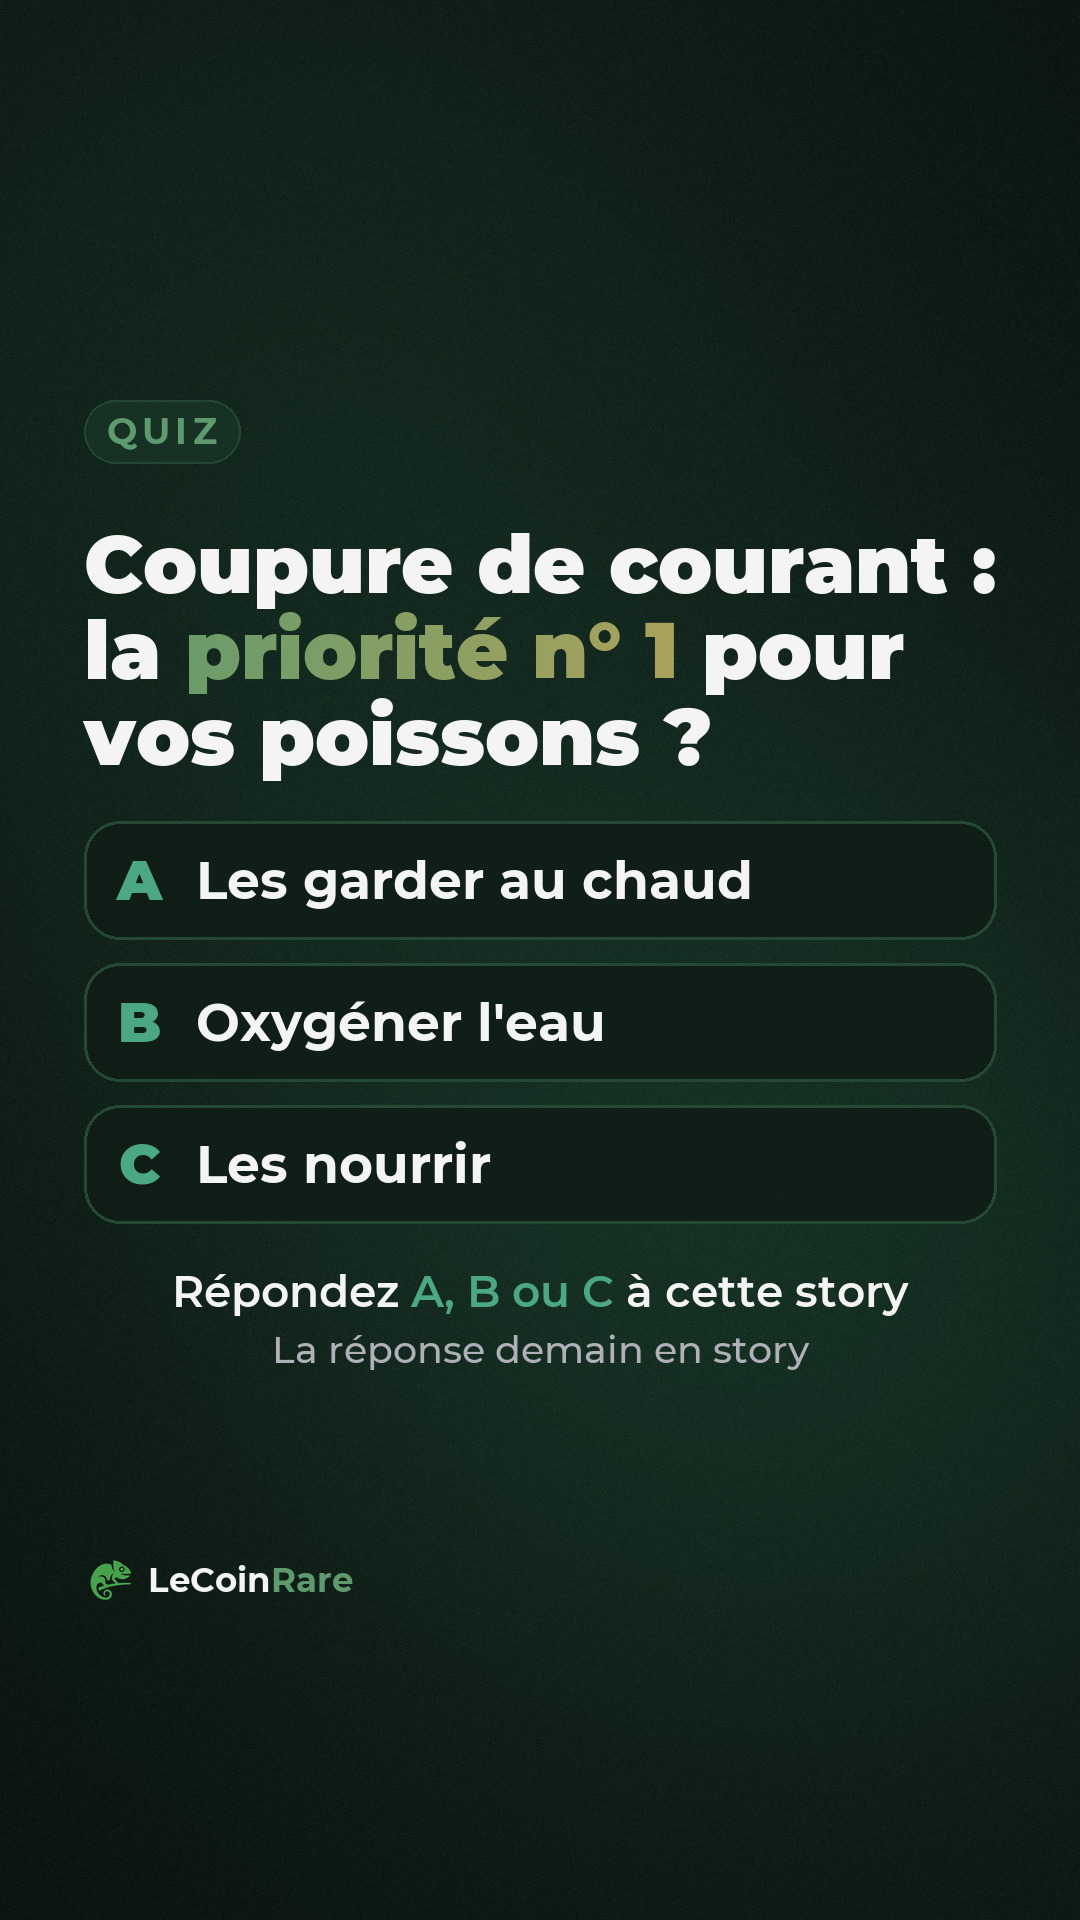 QUIZ
Coupure de courant :
la priorité n° 1 pour
vos poissons ?
A Les garder au chaud
B Oxygéner l'eau
C Les nourrir
Répondez A, B ou C à cette story
La réponse demain en story
LeCoinRare